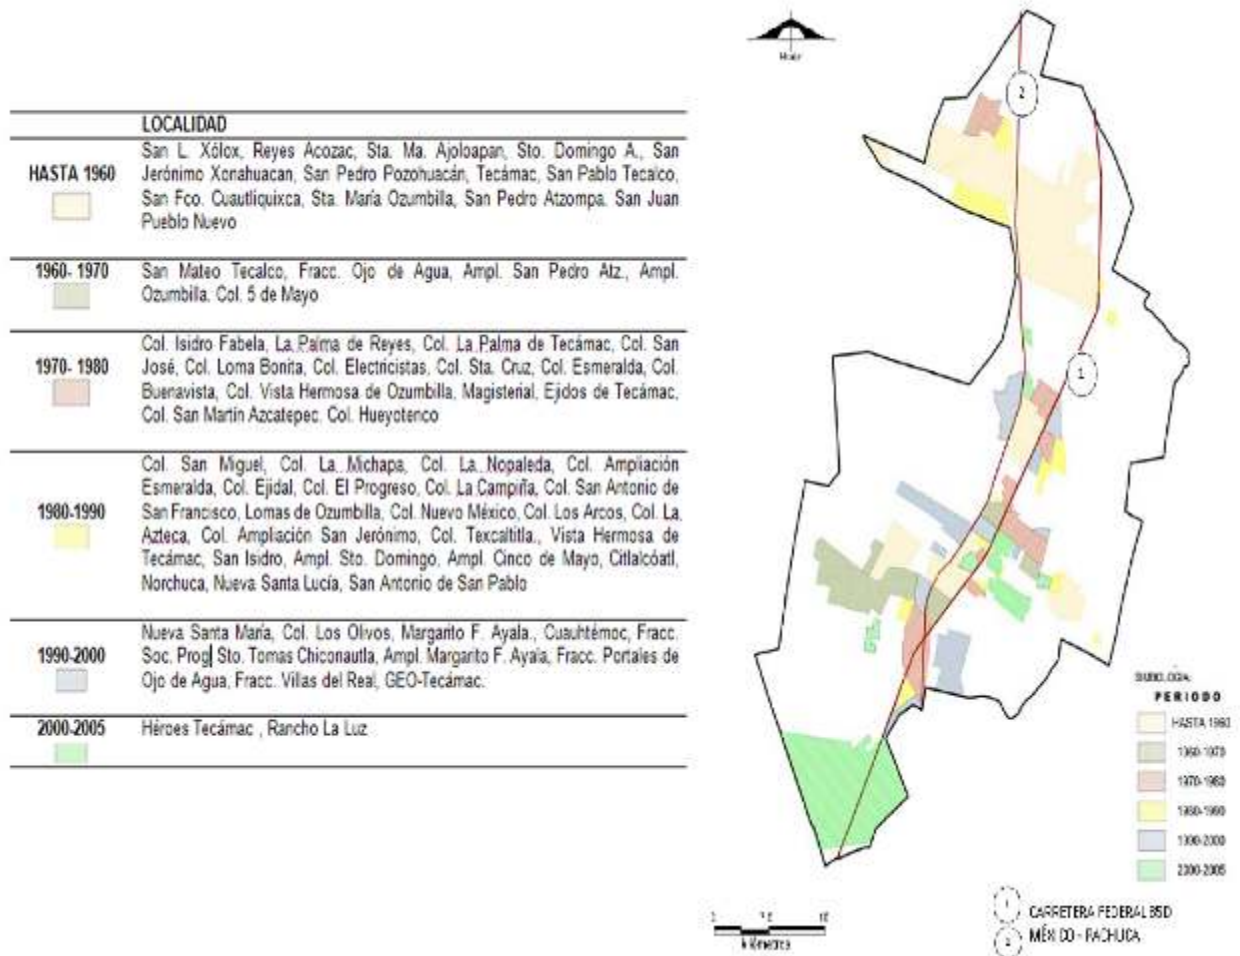 LOCALIDAD
HASTA 1960
San L. Xólox, Reyes Acozac, Sta. Ma. Ajoloapan, Sto. Domingo A., San
Jerónimo Xonahuacan, San Pedro Pozohuacán, Tecámac, San Pablo Tecalco,
San Fco. Cuautliquixca, Sta. María Ozumbilla, San Pedro Atzompa. San Juan
Pueblo Nuevo
1960- 1970
San Mateo Tecalco, Fracc. Ojo de Agua, Ampl. San Pedro Atz., Ampl.
Ozumbilla. Col. 5 de Mayo
1970- 1980
Col. Isidro Fabela, La Palma de Reyes, Col. La Palma de Tecámac, Col. San
José, Col. Loma Bonita, Col. Electricistas, Col. Sta. Cruz, Col. Esmeralda, Col.
Buenavista, Col. Vista Hermosa de Ozumbilla, Magisterial, Ejidos de Tecámac,
Col. San Martín Azcatepec. Col. Hueyotenco
1980-1990
Col. San Miguel, Col. La Michapa, Col. La Nopaleda, Col. Ampliación
Esmeralda, Col. Ejidal, Col. El Progreso, Col. La Campiña, Col. San Antonio de
San Francisco, Lomas de Ozumbilla, Col. Nuevo México, Col. Los Arcos, Col. La
Azteca, Col. Ampliación San Jerónimo, Col. Texcaltitla., Vista Hermosa de
Tecámac, San Isidro, Ampl. Sto. Domingo, Ampl. Cinco de Mayo, Citlalcóatl,
Norchuca, Nueva Santa Lucía, San Antonio de San Pablo
1990-2000
Nueva Santa María, Col. Los Olivos, Margarito F. Ayala., Cuauhtémoc, Fracc.
Soc. Prog Sto. Tomas Chiconautla, Ampl. Margarito F. Ayala, Fracc. Portales de
Ojo de Agua, Fracc. Villas del Real, GEO-Tecámac.
2000-2005
Héroes Tecámac , Rancho La Luz
2
1
PERIODO
HASTA 1960
1960-1970
1970-1980
1980-1990
1990-2000
2000-2005
1 CARRETERA FEDERAL 85D
2 MÉXICO - PACHUCA
Kilómetros